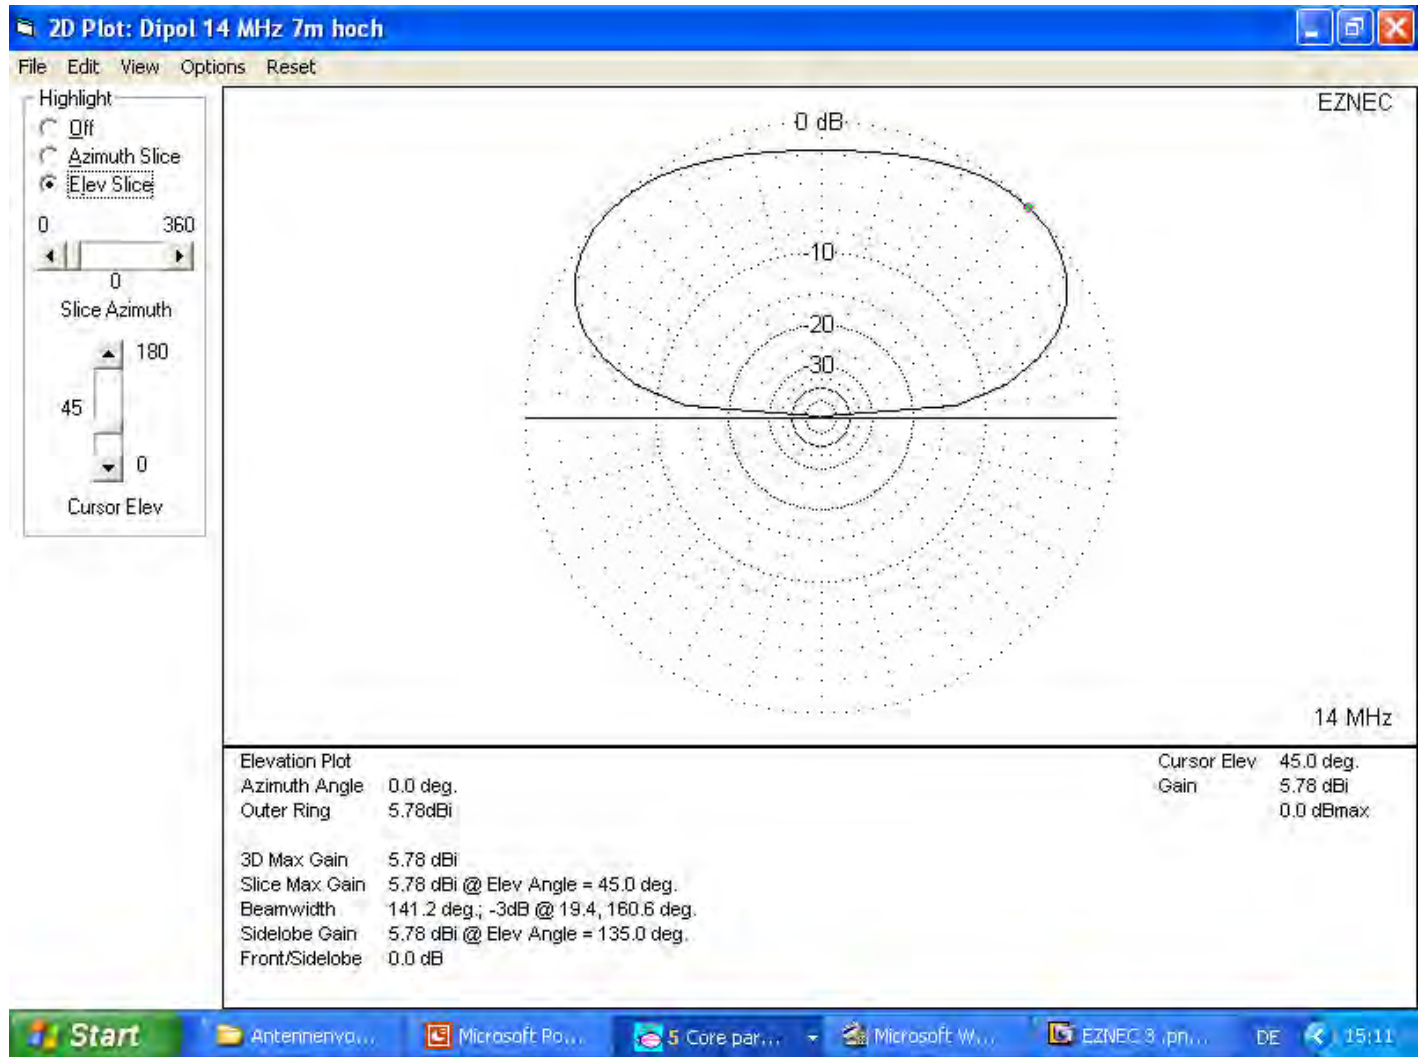 2D Plot: Dipol 14 MHz 7m hoch
File Edit View Options Reset
Highlight
Off
Azimuth Slice
Elev Slice
0 360
0
Slice Azimuth
180
45
0
Cursor Elev
EZNEC
0 dB
-10
-20
-30
14 MHz
Elevation Plot
Azimuth Angle 0.0 deg.
Outer Ring 5.78dBi
3D Max Gain 5.78 dBi
Slice Max Gain 5.78 dBi @ Elev Angle = 45.0 deg.
Beamwidth 141.2 deg.; -3dB @ 19.4, 160.6 deg.
Sidelobe Gain 5.78 dBi @ Elev Angle = 135.0 deg.
Front/Sidelobe 0.0 dB
Cursor Elev 45.0 deg.
Gain 5.78 dBi
0.0 dBmax
Start Antennenvo... Microsoft Po... 5 Core par... Microsoft W... EZNEC 3 .pn... DE 15:11